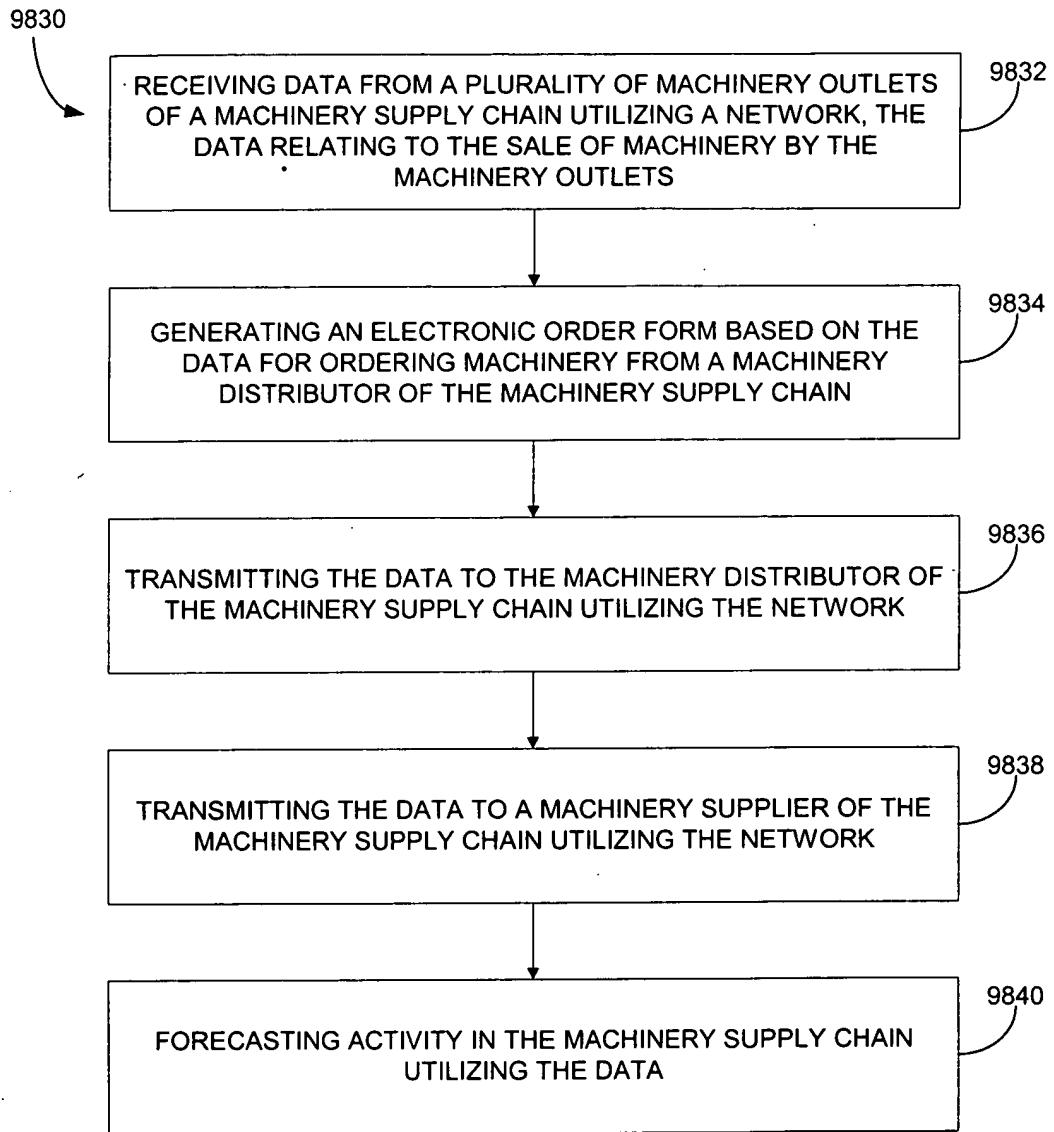 9830
RECEIVING DATA FROM A PLURALITY OF MACHINERY OUTLETS
OF A MACHINERY SUPPLY CHAIN UTILIZING A NETWORK, THE
DATA RELATING TO THE SALE OF MACHINERY BY THE
MACHINERY OUTLETS
9832
GENERATING AN ELECTRONIC ORDER FORM BASED ON THE
DATA FOR ORDERING MACHINERY FROM A MACHINERY
DISTRIBUTOR OF THE MACHINERY SUPPLY CHAIN
9834
TRANSMITTING THE DATA TO THE MACHINERY DISTRIBUTOR OF
THE MACHINERY SUPPLY CHAIN UTILIZING THE NETWORK
9836
TRANSMITTING THE DATA TO A MACHINERY SUPPLIER OF THE
MACHINERY SUPPLY CHAIN UTILIZING THE NETWORK
9838
FORECASTING ACTIVITY IN THE MACHINERY SUPPLY CHAIN
UTILIZING THE DATA
9840